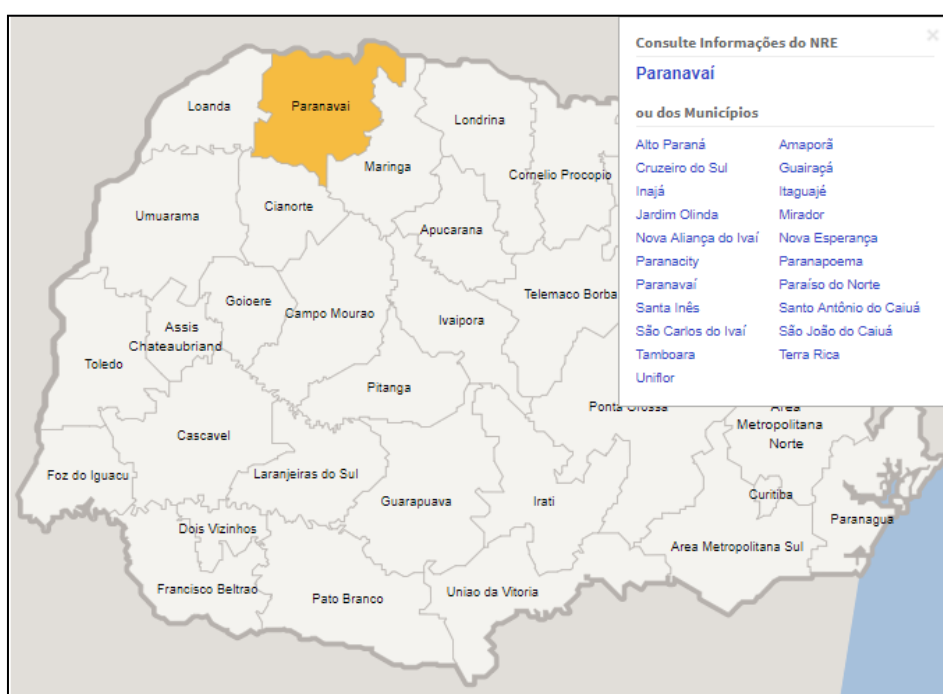 Consulte Informações do NRE
×
Paranavaí
ou dos Municípios
Alto Paraná Amaporã
Cruzeiro do Sul Guairaçá
Inajá Itaguajé
Jardim Olinda Mirador
Nova Aliança do Ivaí Nova Esperança
Paranacity Paranapoema
Paranavaí Paraíso do Norte
Santa Inês Santo Antônio do Caiuá
São Carlos do Ivaí São João do Caiuá
Tamboara Terra Rica
Uniflor
Loanda
Paranavai
Londrina
Maringa
Cornelio Procopio
Umuarama
Cianorte
Apucarana
Goioere
Campo Mourao
Telemaco Borba
Assis
Chateaubriand
Ivaipora
Toledo
Pitanga
Ponta Grossa
Area
Metropolitana
Norte
Cascavel
Foz do Iguacu
Laranjeiras do Sul
Guarapuava
Irati
Curitiba
Paranagua
Dois Vizinhos
Area Metropolitana Sul
Francisco Beltrao
Pato Branco
Uniao da Vitoria